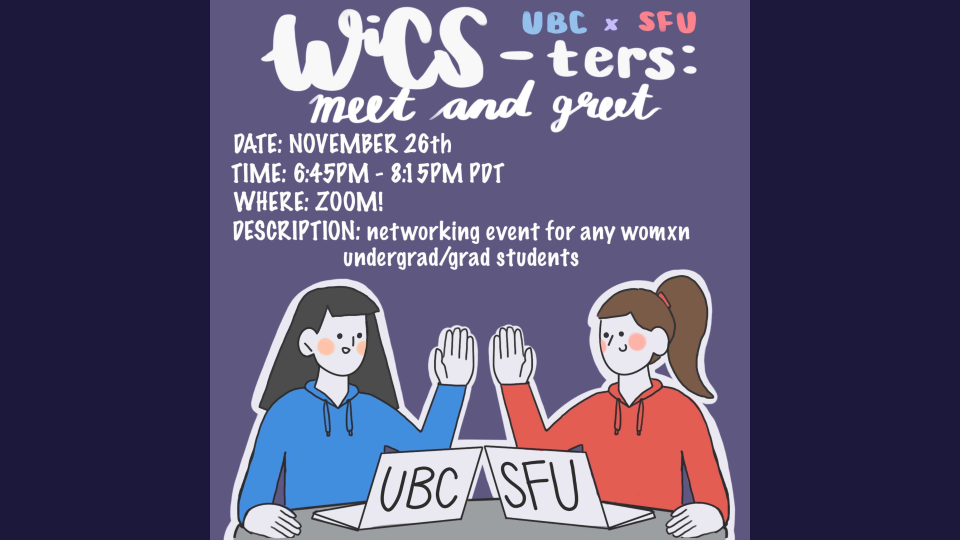 WiCS UBC x SFU
-ters:
meet and greet
DATE: NOVEMBER 26th
TIME: 6:45PM - 8:15PM PDT
WHERE: ZOOM!
DESCRIPTION: networking event for any womxn
undergrad/grad students
UBC SFU